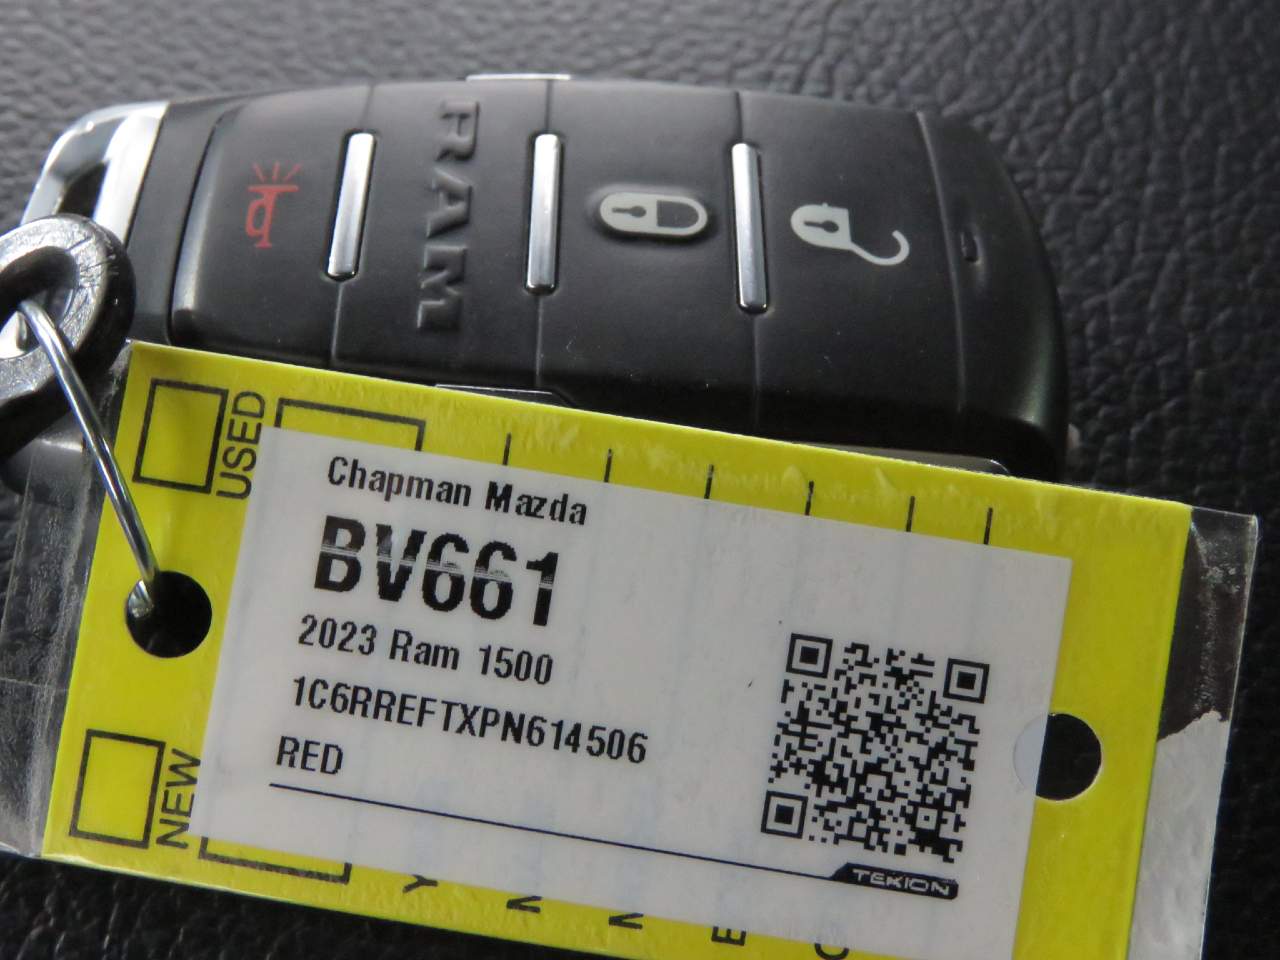 RAM
USED
Chapman Mazda
BV661
2023 Ram 1500
1C6RREFTXPN614506
RED
NEW
TEKION
Y